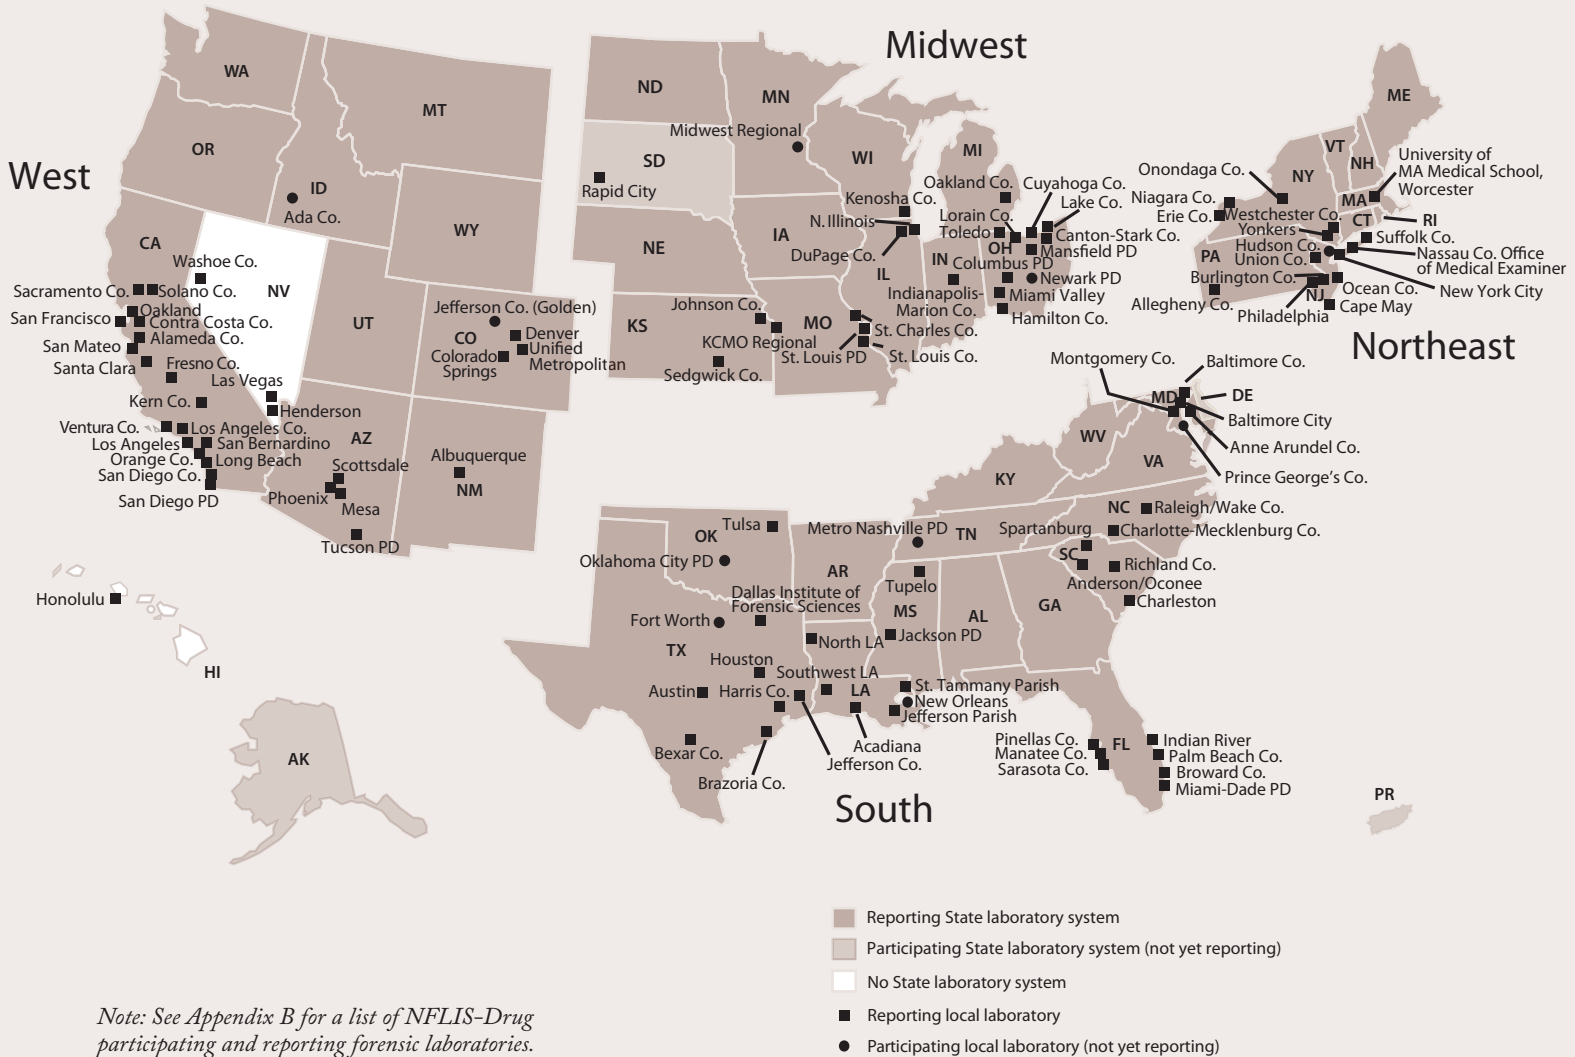 Midwest
West
Northeast
South
WA
MT
OR
ID
Ada Co.
WY
CA
NV
Washoe Co.
Sacramento Co.
Solano Co.
Oakland
San Francisco
Contra Costa Co.
Alameda Co.
San Mateo
Santa Clara
Fresno Co.
Las Vegas
Kern Co.
Henderson
Ventura Co.
Los Angeles Co.
Los Angeles
San Bernardino
Orange Co.
Long Beach
San Diego Co.
San Diego PD
UT
CO
Jefferson Co. (Golden)
Denver
Unified
Metropolitan
Colorado
Springs
AZ
Scottsdale
Phoenix
Mesa
Tucson PD
Albuquerque
NM
Honolulu
HI
AK
ND
MN
Midwest Regional
SD
Rapid City
WI
MI
NE
IA
Kenosha Co.
N. Illinois
DuPage Co.
IL
IN
Indianapolis-
Marion Co.
Oakland Co.
Cuyahoga Co.
Lake Co.
Lorain Co.
Toledo
OH
Canton-Stark Co.
Mansfield PD
Columbus PD
Newark PD
Miami Valley
Hamilton Co.
KS
Johnson Co.
MO
KCMO Regional
Sedgwick Co.
St. Charles Co.
St. Louis PD
St. Louis Co.
ME
VT
NH
NY
University of
MA Medical School,
Worcester
Onondaga Co.
Niagara Co.
Erie Co.
MA
CT
RI
Westchester Co.
Yonkers
Suffolk Co.
Hudson Co.
Nassau Co. Office
of Medical Examiner
PA
Union Co.
Burlington Co.
New York City
Allegheny Co.
NJ
Ocean Co.
Philadelphia
Cape May
Montgomery Co.
Baltimore Co.
MD
DE
Baltimore City
Anne Arundel Co.
Prince George's Co.
WV
VA
KY
NC
Raleigh/Wake Co.
Charlotte-Mecklenburg Co.
Spartanburg
TN
Metro Nashville PD
SC
Richland Co.
Anderson/Oconee
Charleston
OK
Tulsa
Oklahoma City PD
AR
Tupelo
MS
AL
GA
Jackson PD
Dallas Institute of
Forensic Sciences
Fort Worth
TX
North LA
Houston
Southwest LA
Austin
Harris Co.
LA
St. Tammany Parish
New Orleans
Jefferson Parish
Acadiana
Jefferson Co.
Bexar Co.
Brazoria Co.
Pinellas Co.
Manatee Co.
Sarasota Co.
FL
Indian River
Palm Beach Co.
Broward Co.
Miami-Dade PD
PR
Reporting State laboratory system
Participating State laboratory system (not yet reporting)
No State laboratory system
Reporting local laboratory
Participating local laboratory (not yet reporting)
Note: See Appendix B for a list of NFLIS-Drug
participating and reporting forensic laboratories.